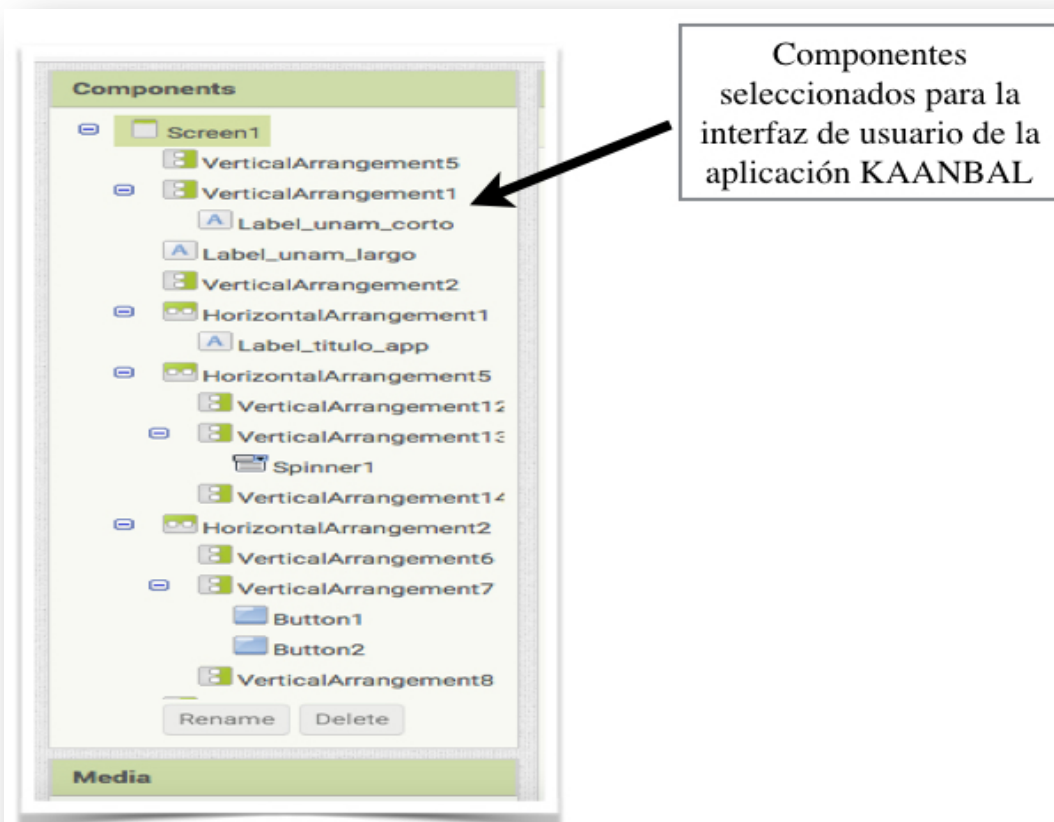 Components
Screen1
VerticalArrangement5
VerticalArrangement1
A Label_unam_corto
A Label_unam_largo
VerticalArrangement2
HorizontalArrangement1
A Label_titulo_app
HorizontalArrangement5
VerticalArrangement12
VerticalArrangement13
Spinner1
VerticalArrangement14
HorizontalArrangement2
VerticalArrangement6
VerticalArrangement7
Button1
Button2
VerticalArrangement8
Rename Delete
Media
Componentes
seleccionados para la
interfaz de usuario de la
aplicación KAANBAL